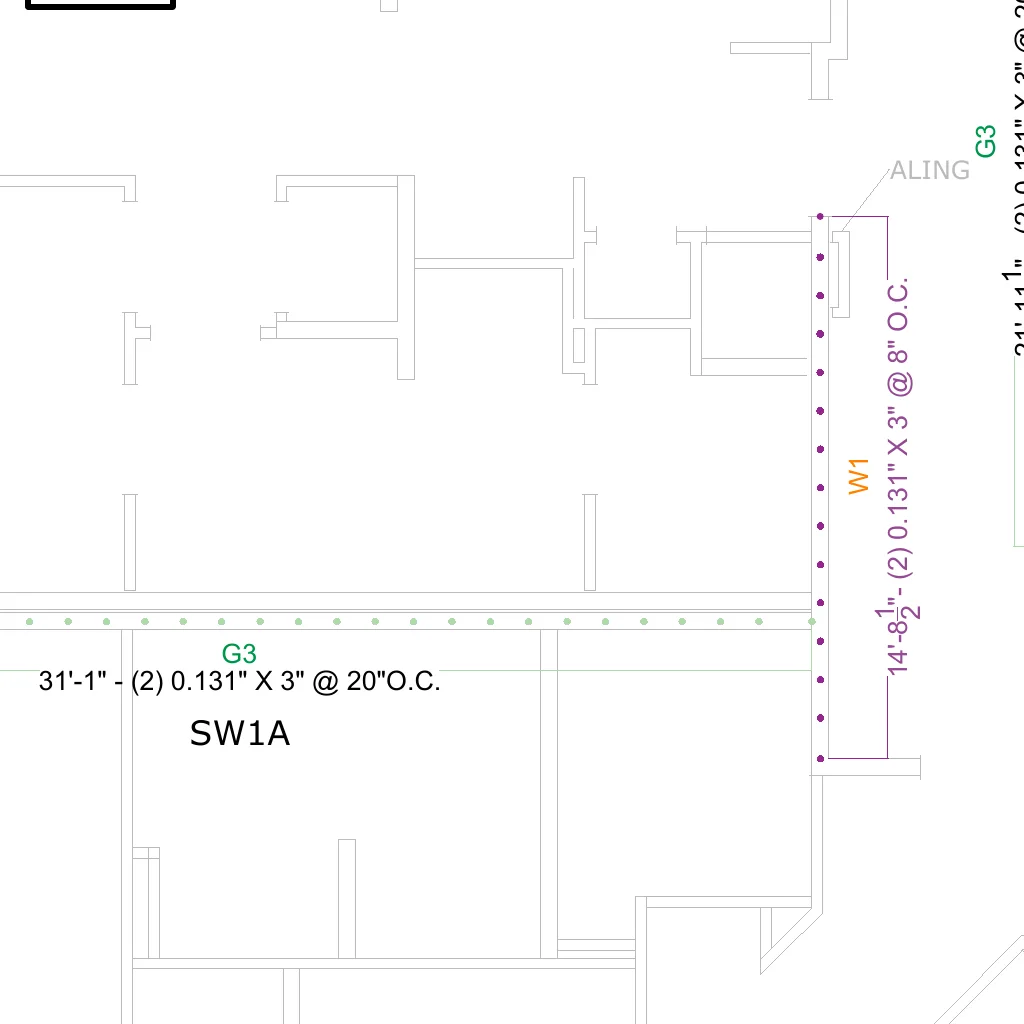 G3
ALING
W1
14'-8 1/2"- (2) 0.131" X 3" @ 8" O.C.
G3
31'-1" - (2) 0.131" X 3" @ 20"O.C.
SW1A